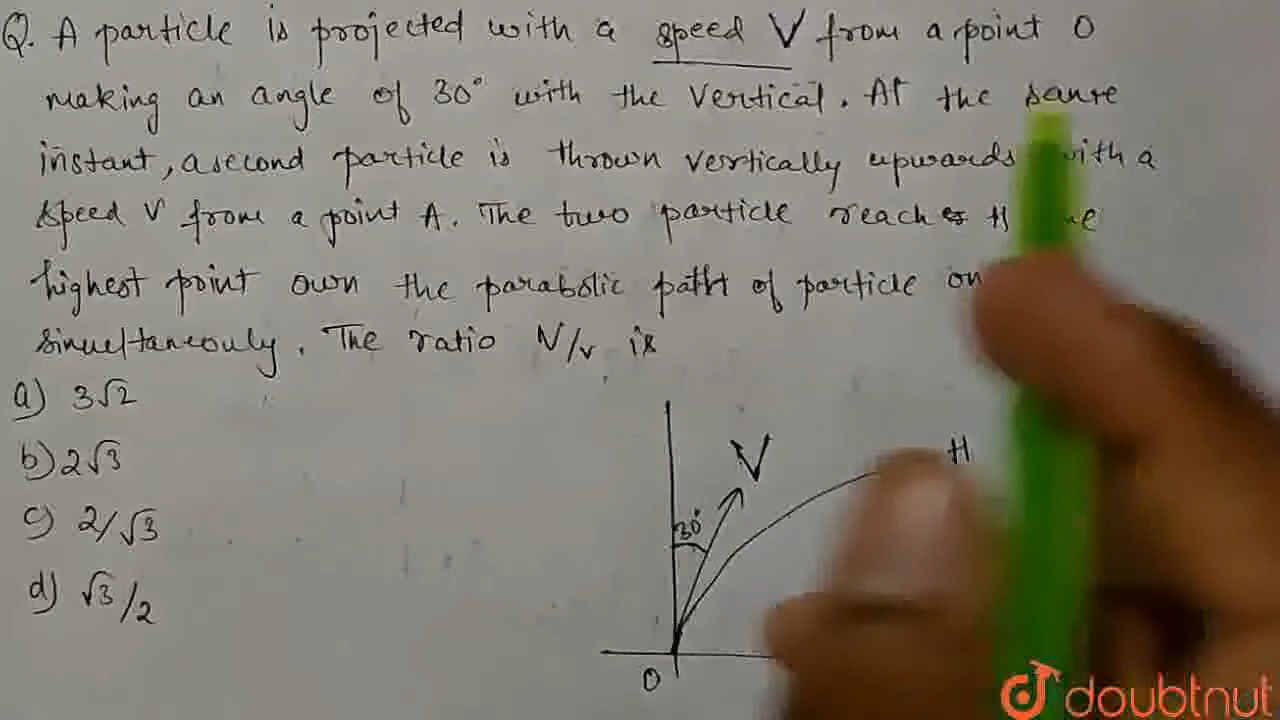 Q. A particle is projected with a speed V from a point O
making an angle of 30° with the vertical. At the same
instant, a second particle is thrown vertically upwards with a
speed v from a point A. The two particle reach H
highest point own the parabolic path of particle on
simultaneouly. The ratio V/v is
a) 3√2
b) 2√3
c) 2/√3
d) √3/2
V
H
30°
O
doubtnut